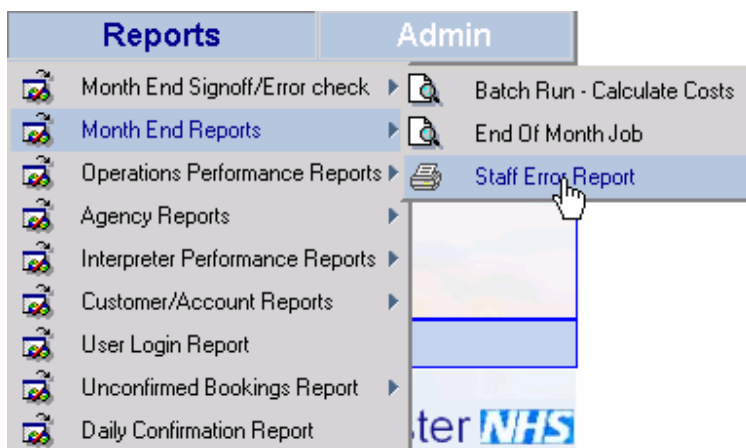 Reports Admin
Month End Signoff/Error check
Batch Run - Calculate Costs
Month End Reports
End Of Month Job
Operations Performance Reports
Staff Error Report
Agency Reports
Interpreter Performance Reports
Customer/Account Reports
User Login Report
Unconfirmed Bookings Report
Daily Confirmation Report
ter NHS